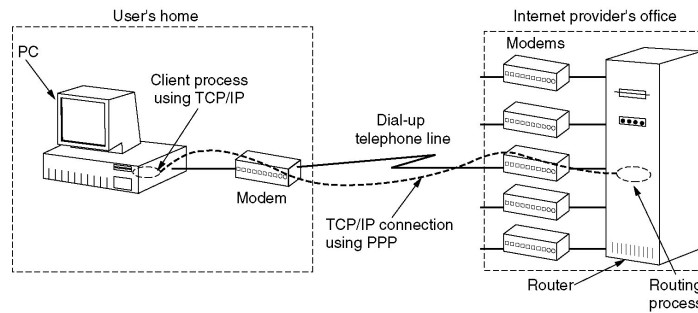 User's home
Internet provider's office
PC
Client process
using TCP/IP
Modems
Dial-up
telephone line
Modem
TCP/IP connection
using PPP
Router
Routing
process